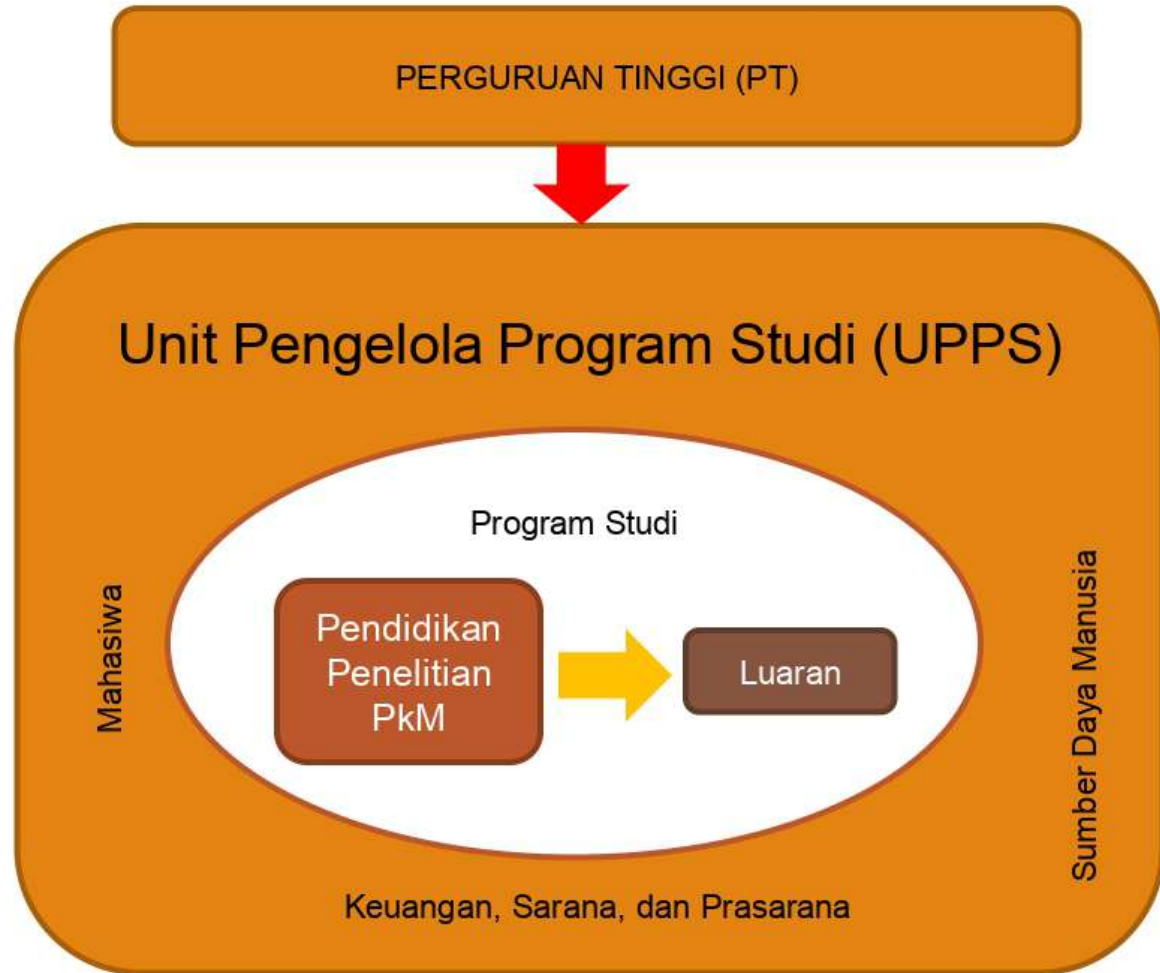 PERGURUAN TINGGI (PT)
Unit Pengelola Program Studi (UPPS)
Program Studi
Mahasiwa
Pendidikan
Penelitian
PkM
Luaran
Sumber Daya Manusia
Keuangan, Sarana, dan Prasarana